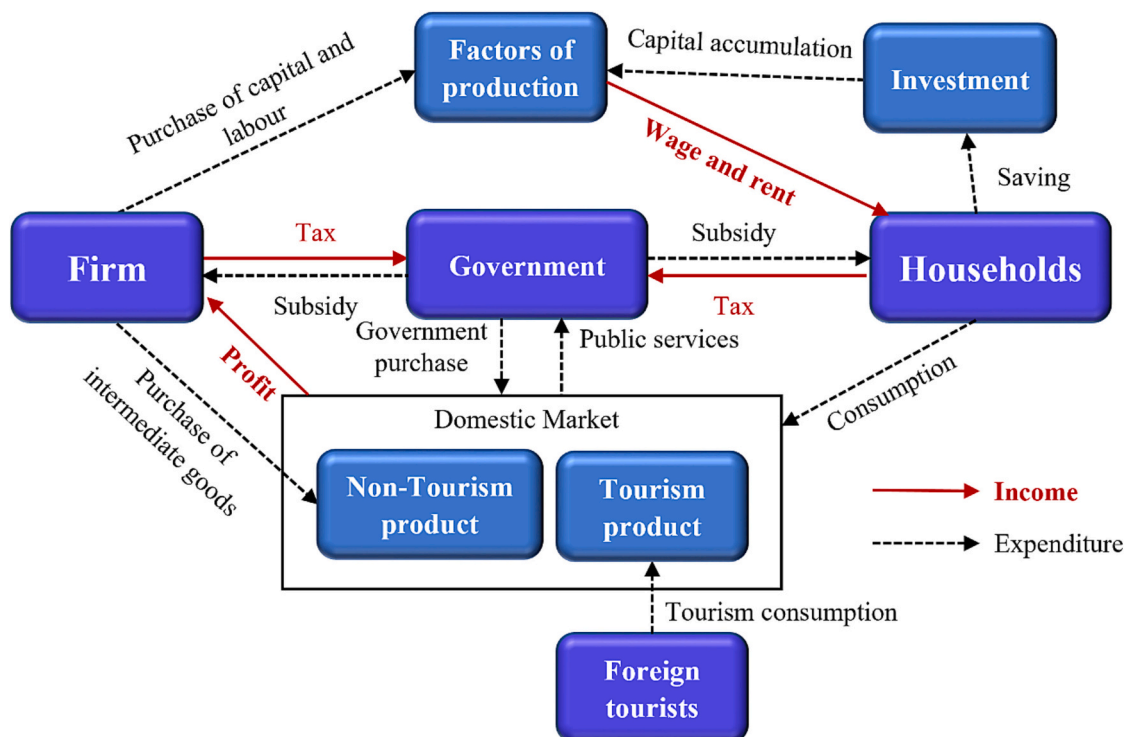 Factors of
production
Capital accumulation
Investment
Purchase of capital and
labour
Wage and rent
Saving
Firm
Tax
Subsidy
Government
Subsidy
Tax
Households
Government
purchase
Public services
Profit
Purchase of
intermediate goods
Consumption
Domestic Market
Non-Tourism
product
Tourism
product
Income
Expenditure
Tourism consumption
Foreign
tourists